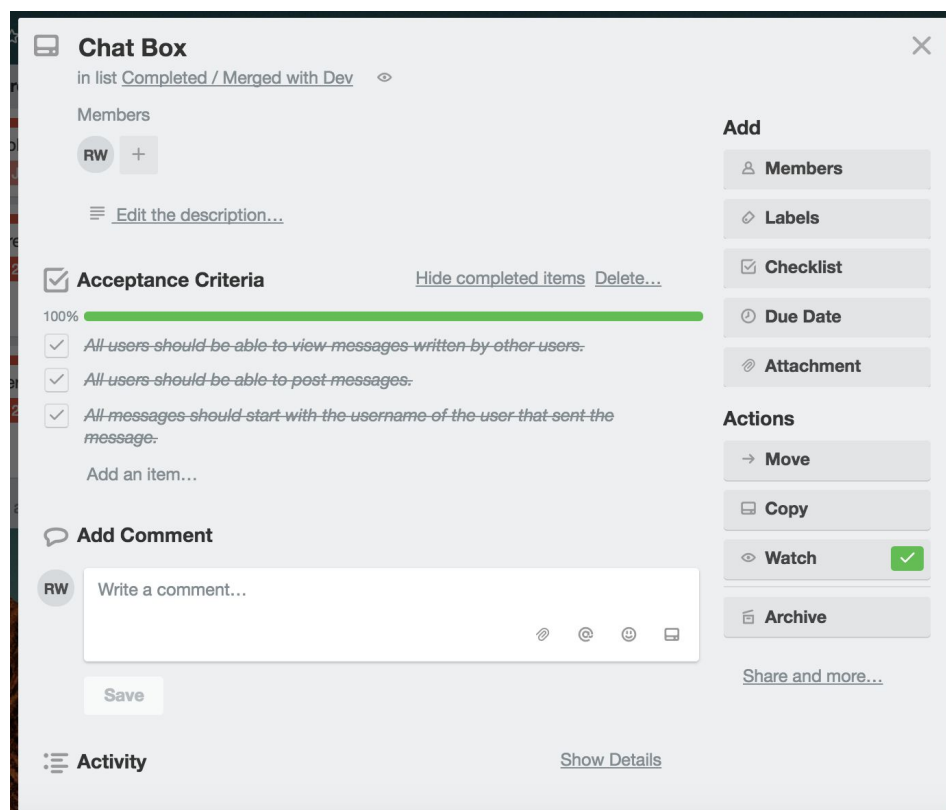 Chat Box
in list Completed / Merged with Dev
Members
RW +
Edit the description…
Acceptance Criteria
Hide completed items Delete…
100%
All users should be able to view messages written by other users.
All users should be able to post messages.
All messages should start with the username of the user that sent the
message.
Add an item…
Add Comment
RW
Write a comment…
@
Save
Activity
Show Details
Add
Members
Labels
Checklist
Due Date
Attachment
Actions
Move
Copy
Watch
Archive
Share and more…